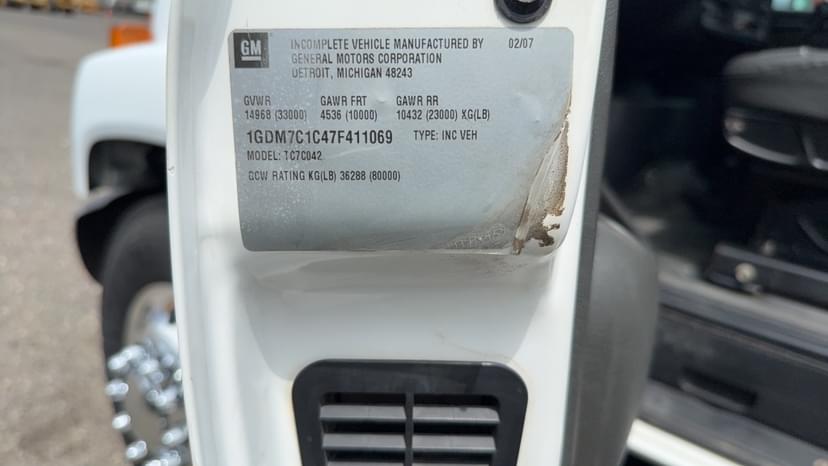 GM INCOMPLETE VEHICLE MANUFACTURED BY 02/07
GENERAL MOTORS CORPORATION
DETROIT, MICHIGAN 48243
GVWR GAWR FRT GAWR RR
14968 (33000) 4536 (10000) 10432 (23000) KG(LB)
1GDM7C1C47F411069 TYPE: INC VEH
MODEL: TC7C042
GCW RATING KG(LB) 36288 (80000)